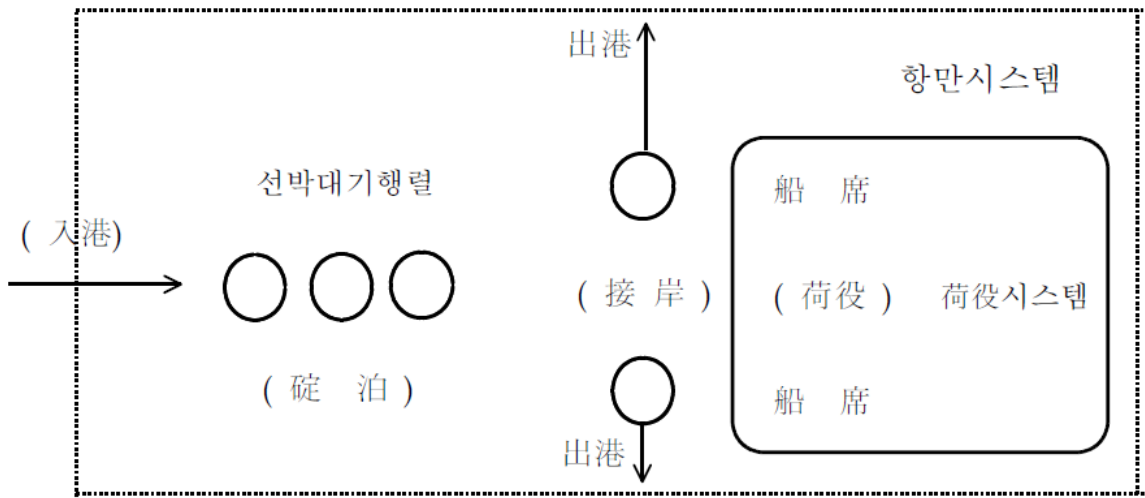 出港
항만시스템
선박대기행렬
船 席
( 入港)
( 接 岸 )
( 荷役 )
荷役시스템
( 碇 泊 )
船 席
出港